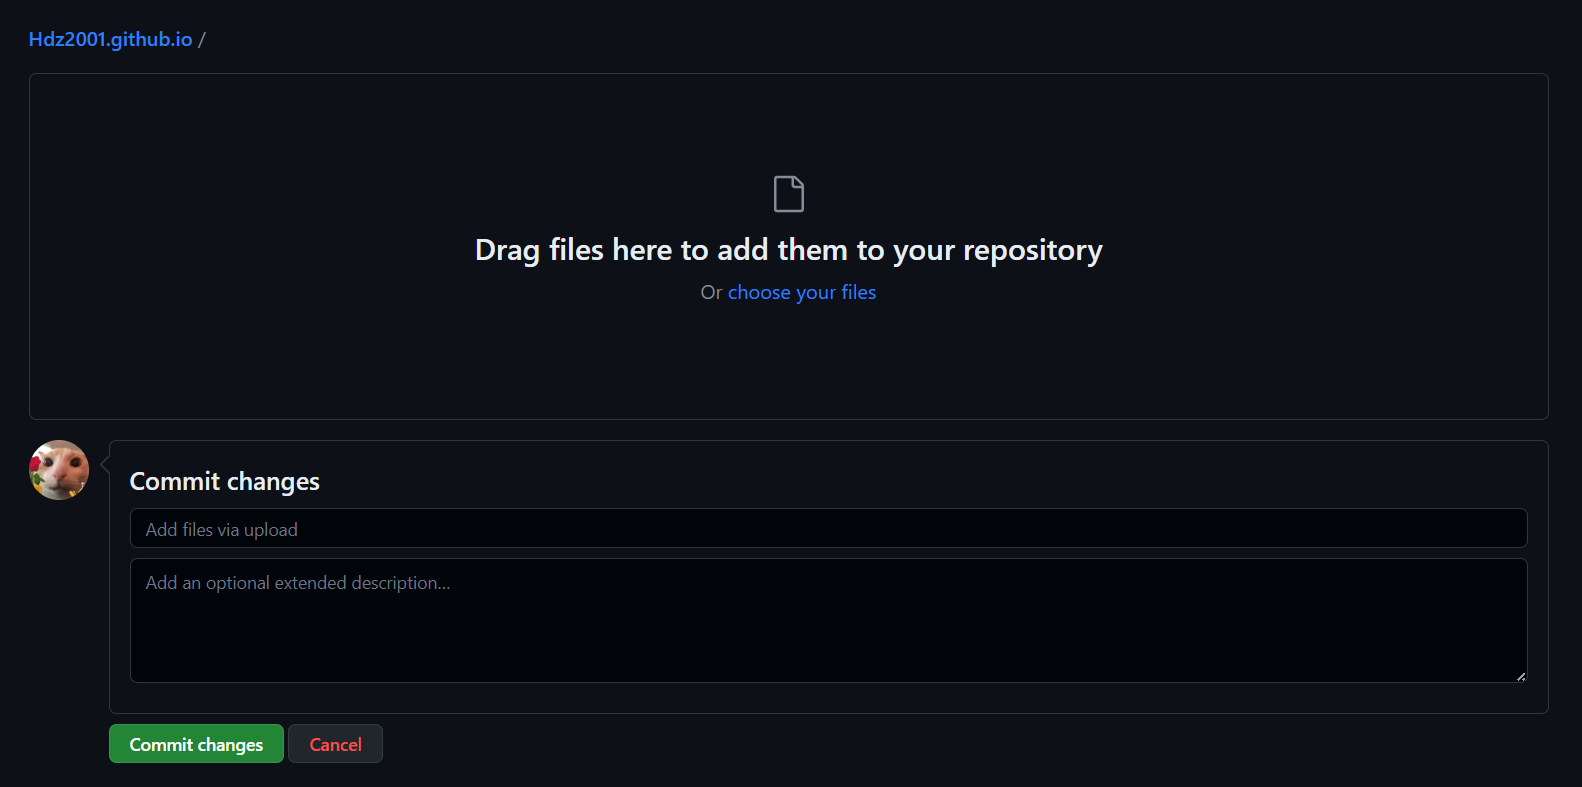 Hdz2001.github.io /
Drag files here to add them to your repository
Or choose your files
Commit changes
Add files via upload
Add an optional extended description...
Commit changes
Cancel